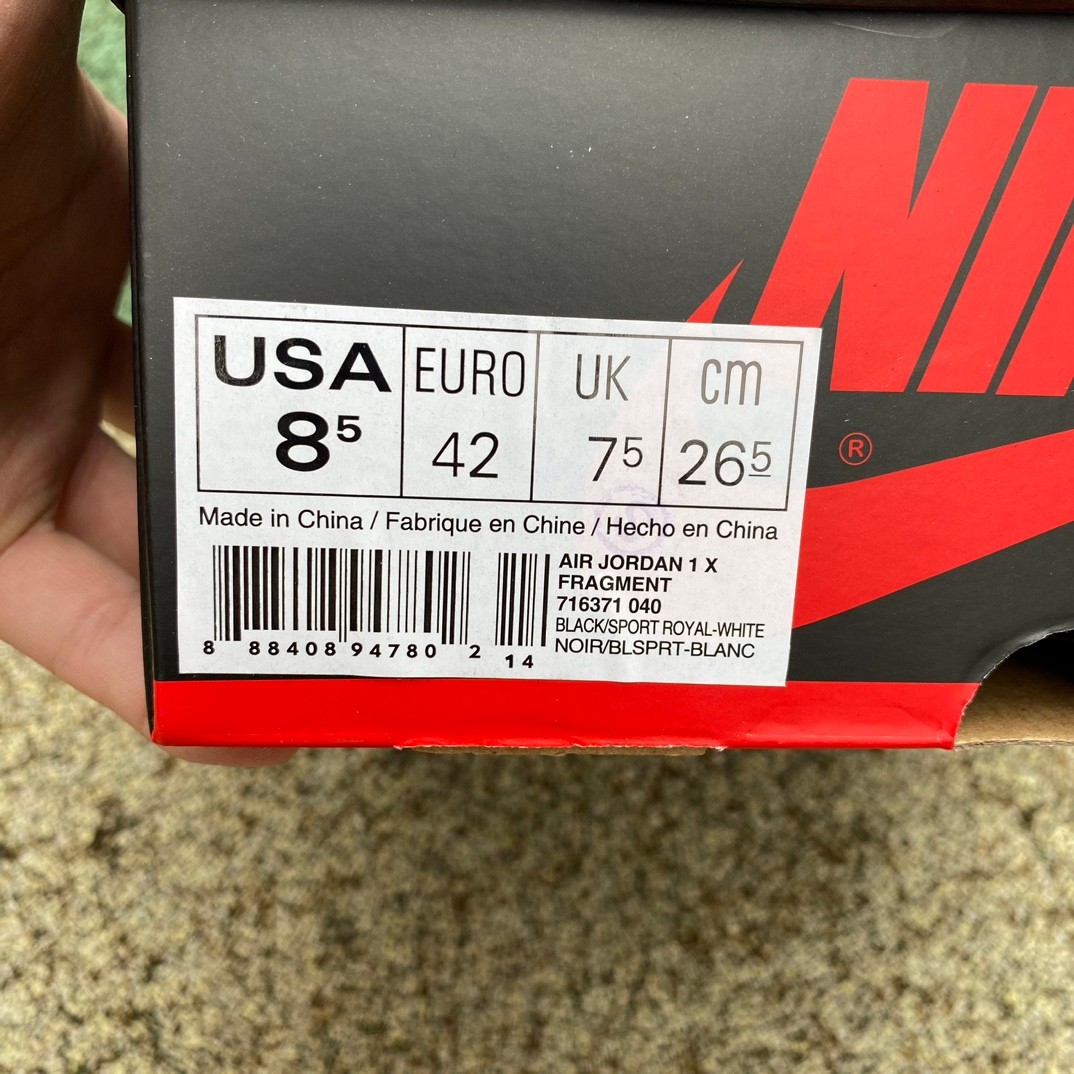 NI
®
USA EURO UK cm
8⁵ 42 7⁵ 26⁵
Made in China / Fabrique en Chine / Hecho en China
AIR JORDAN 1 X
FRAGMENT
716371 040
BLACK/SPORT ROYAL-WHITE
NOIR/BLSPRT-BLANC
8 88408 94780 2 14